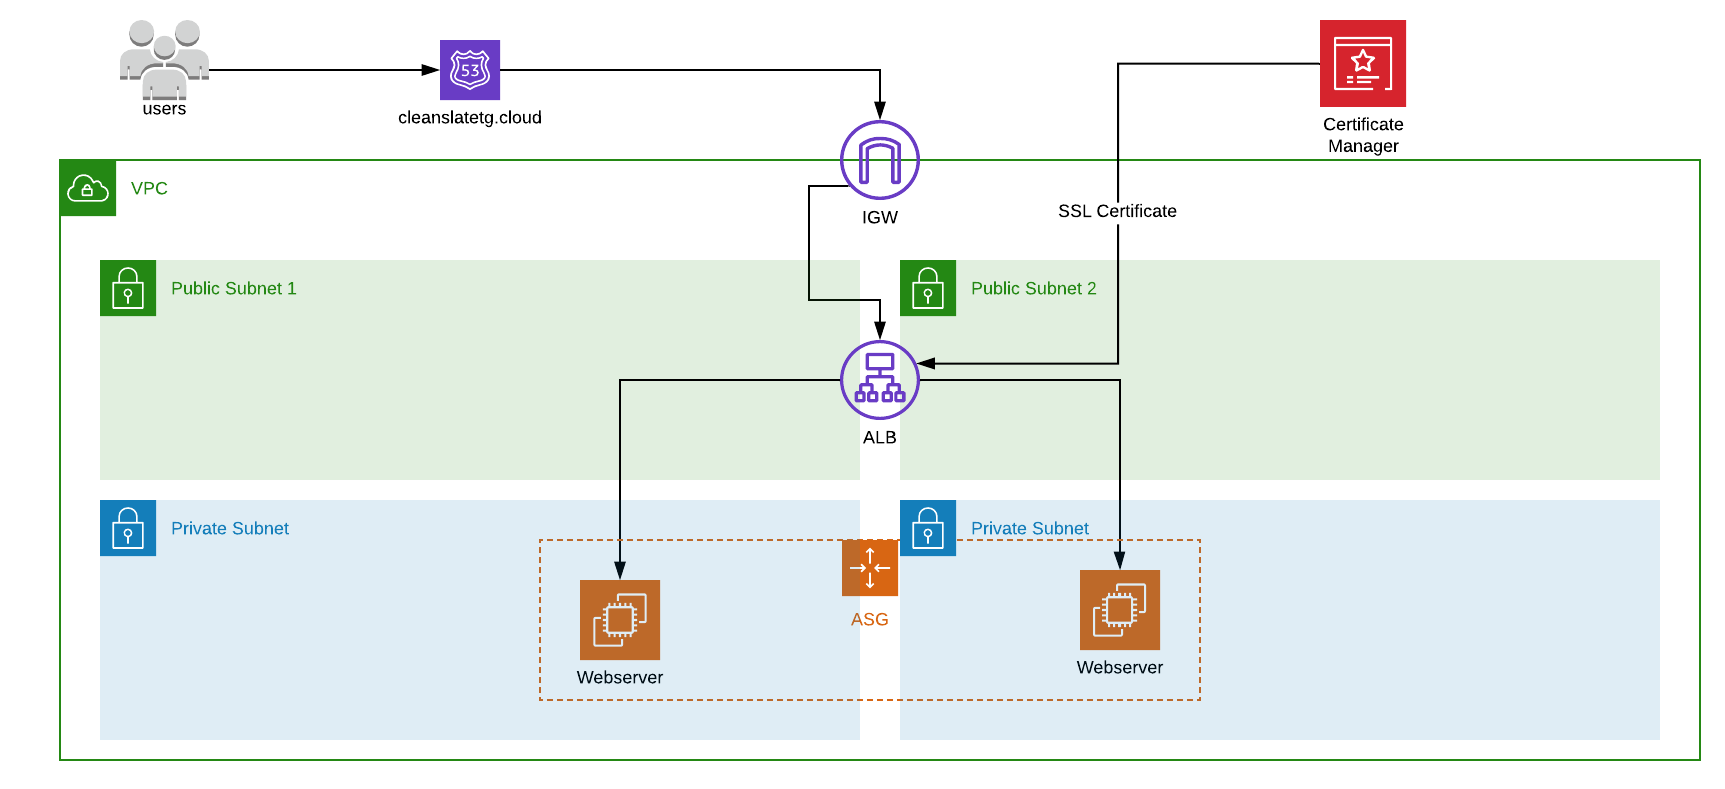 users
53
cleanslatetg.cloud
Certificate
Manager
VPC
IGW
SSL Certificate
Public Subnet 1
Public Subnet 2
ALB
Private Subnet
Private Subnet
ASG
Webserver
Webserver